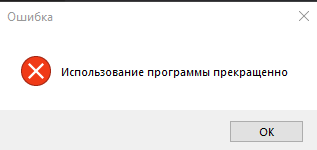 Ошибка
Использование программы прекращенно
OK